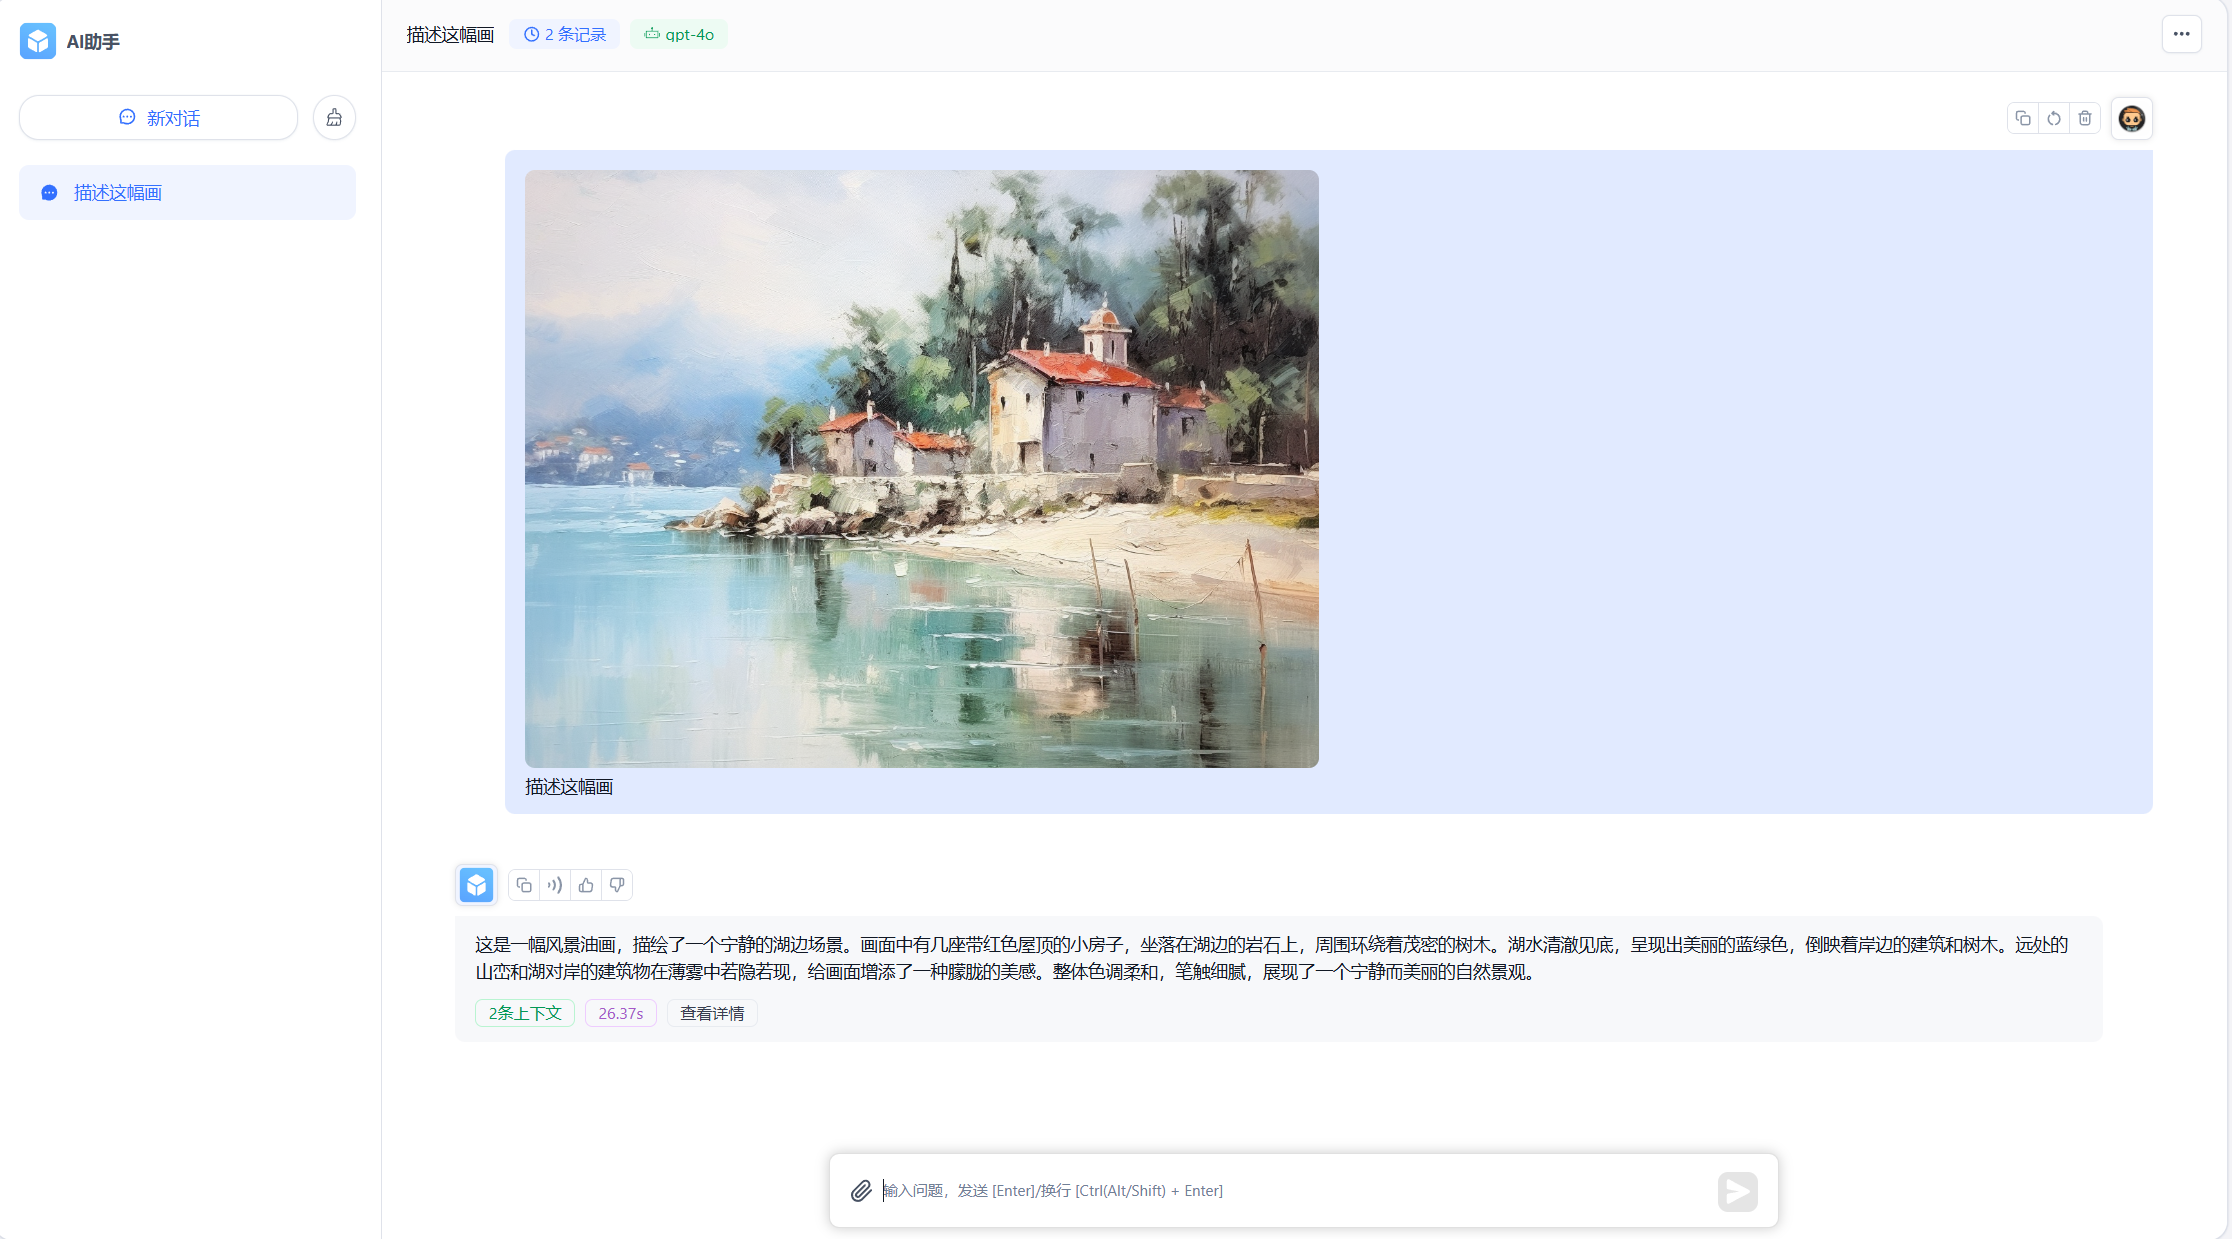 AI助手
新对话
描述这幅画
描述这幅画
2 条记录
gpt-4o
描述这幅画
这是一幅风景油画，描绘了一个宁静的湖边场景。画面中有几座带红色屋顶的小房子，坐落在湖边的岩石上，周围环绕着茂密的树木。湖水清澈见底，呈现出美丽的蓝绿色，倒映着岸边的建筑和树木。远处的
山峦和湖对岸的建筑物在薄雾中若隐若现，给画面增添了一种朦胧的美感。整体色调柔和，笔触细腻，展现了一个宁静而美丽的自然景观。
2条上下文
26.37s
查看详情
输入问题，发送 [Enter]/换行 [Ctrl(Alt/Shift) + Enter]